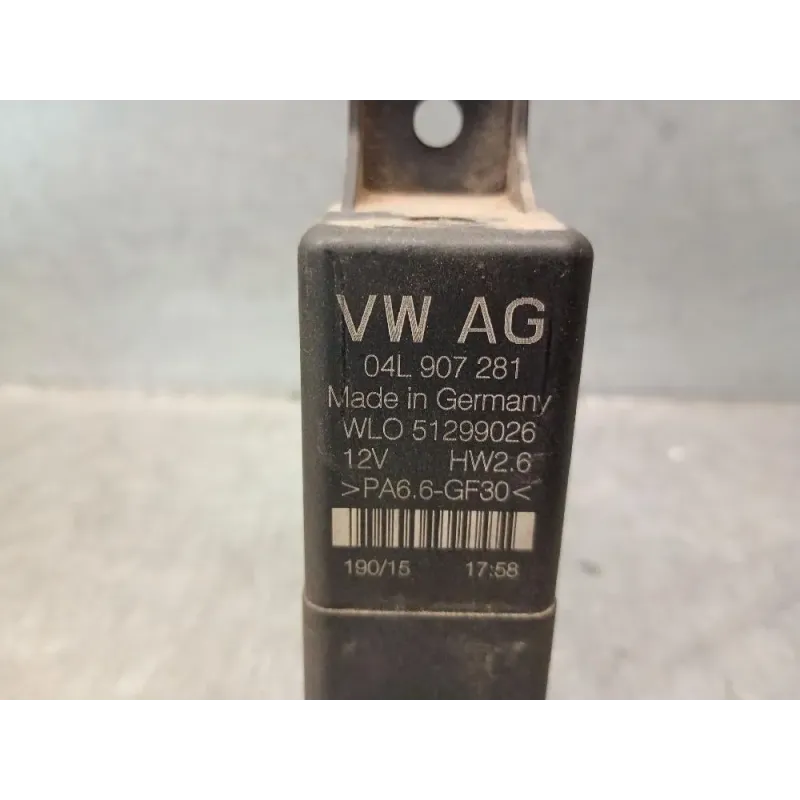 VW AG
04L 907 281
Made in Germany
WLO 51299026
12V HW2.6
>PA6.6-GF30<
190/15 17:58